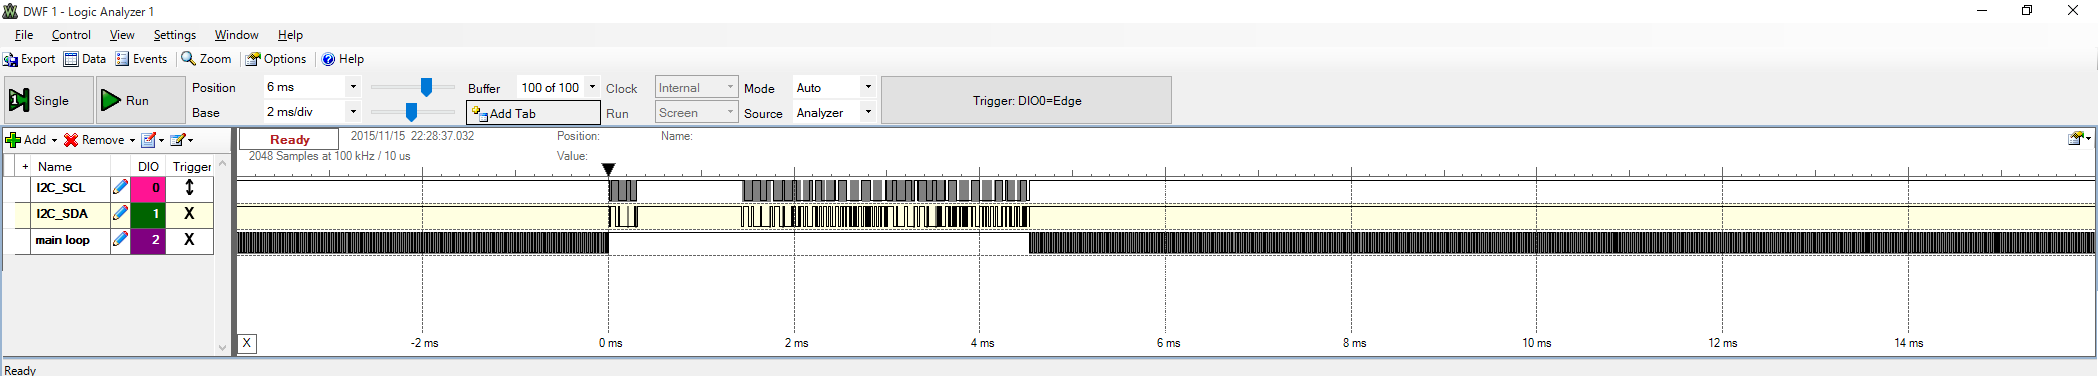 DWF 1 - Logic Analyzer 1
File Control View Settings Window Help
Export Data Events Zoom Options Help
Single Run
Position 6 ms Buffer 100 of 100 Clock Internal Mode Auto
Base 2 ms/div Add Tab Run Screen Source Analyzer
Trigger: DIO0=Edge
Add Remove
Ready 2015/11/15 22:28:37.032 Position: Name:
2048 Samples at 100 kHz / 10 us Value:
+ Name DIO Trigger
I2C_SCL 0
I2C_SDA 1 X
main loop 2 X
X -2 ms 0 ms 2 ms 4 ms 6 ms 8 ms 10 ms 12 ms 14 ms
Ready